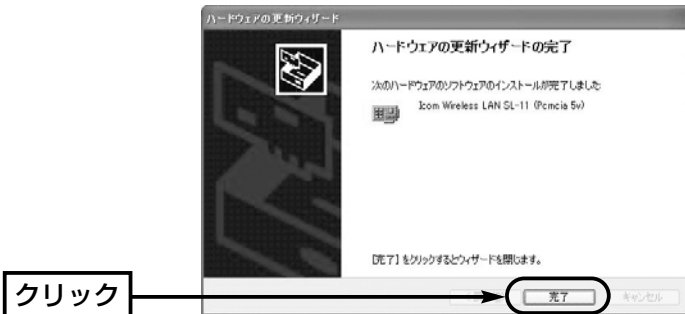 ハードウェアの更新ウィザード
ハードウェアの更新ウィザードの完了
次のハードウェアのソフトウェアのインストールが完了しました
Icom Wireless LAN SL-11 (Pcmcia 5v)
[完了] をクリックするとウィザードを閉じます。
クリック
完了
キャンセル